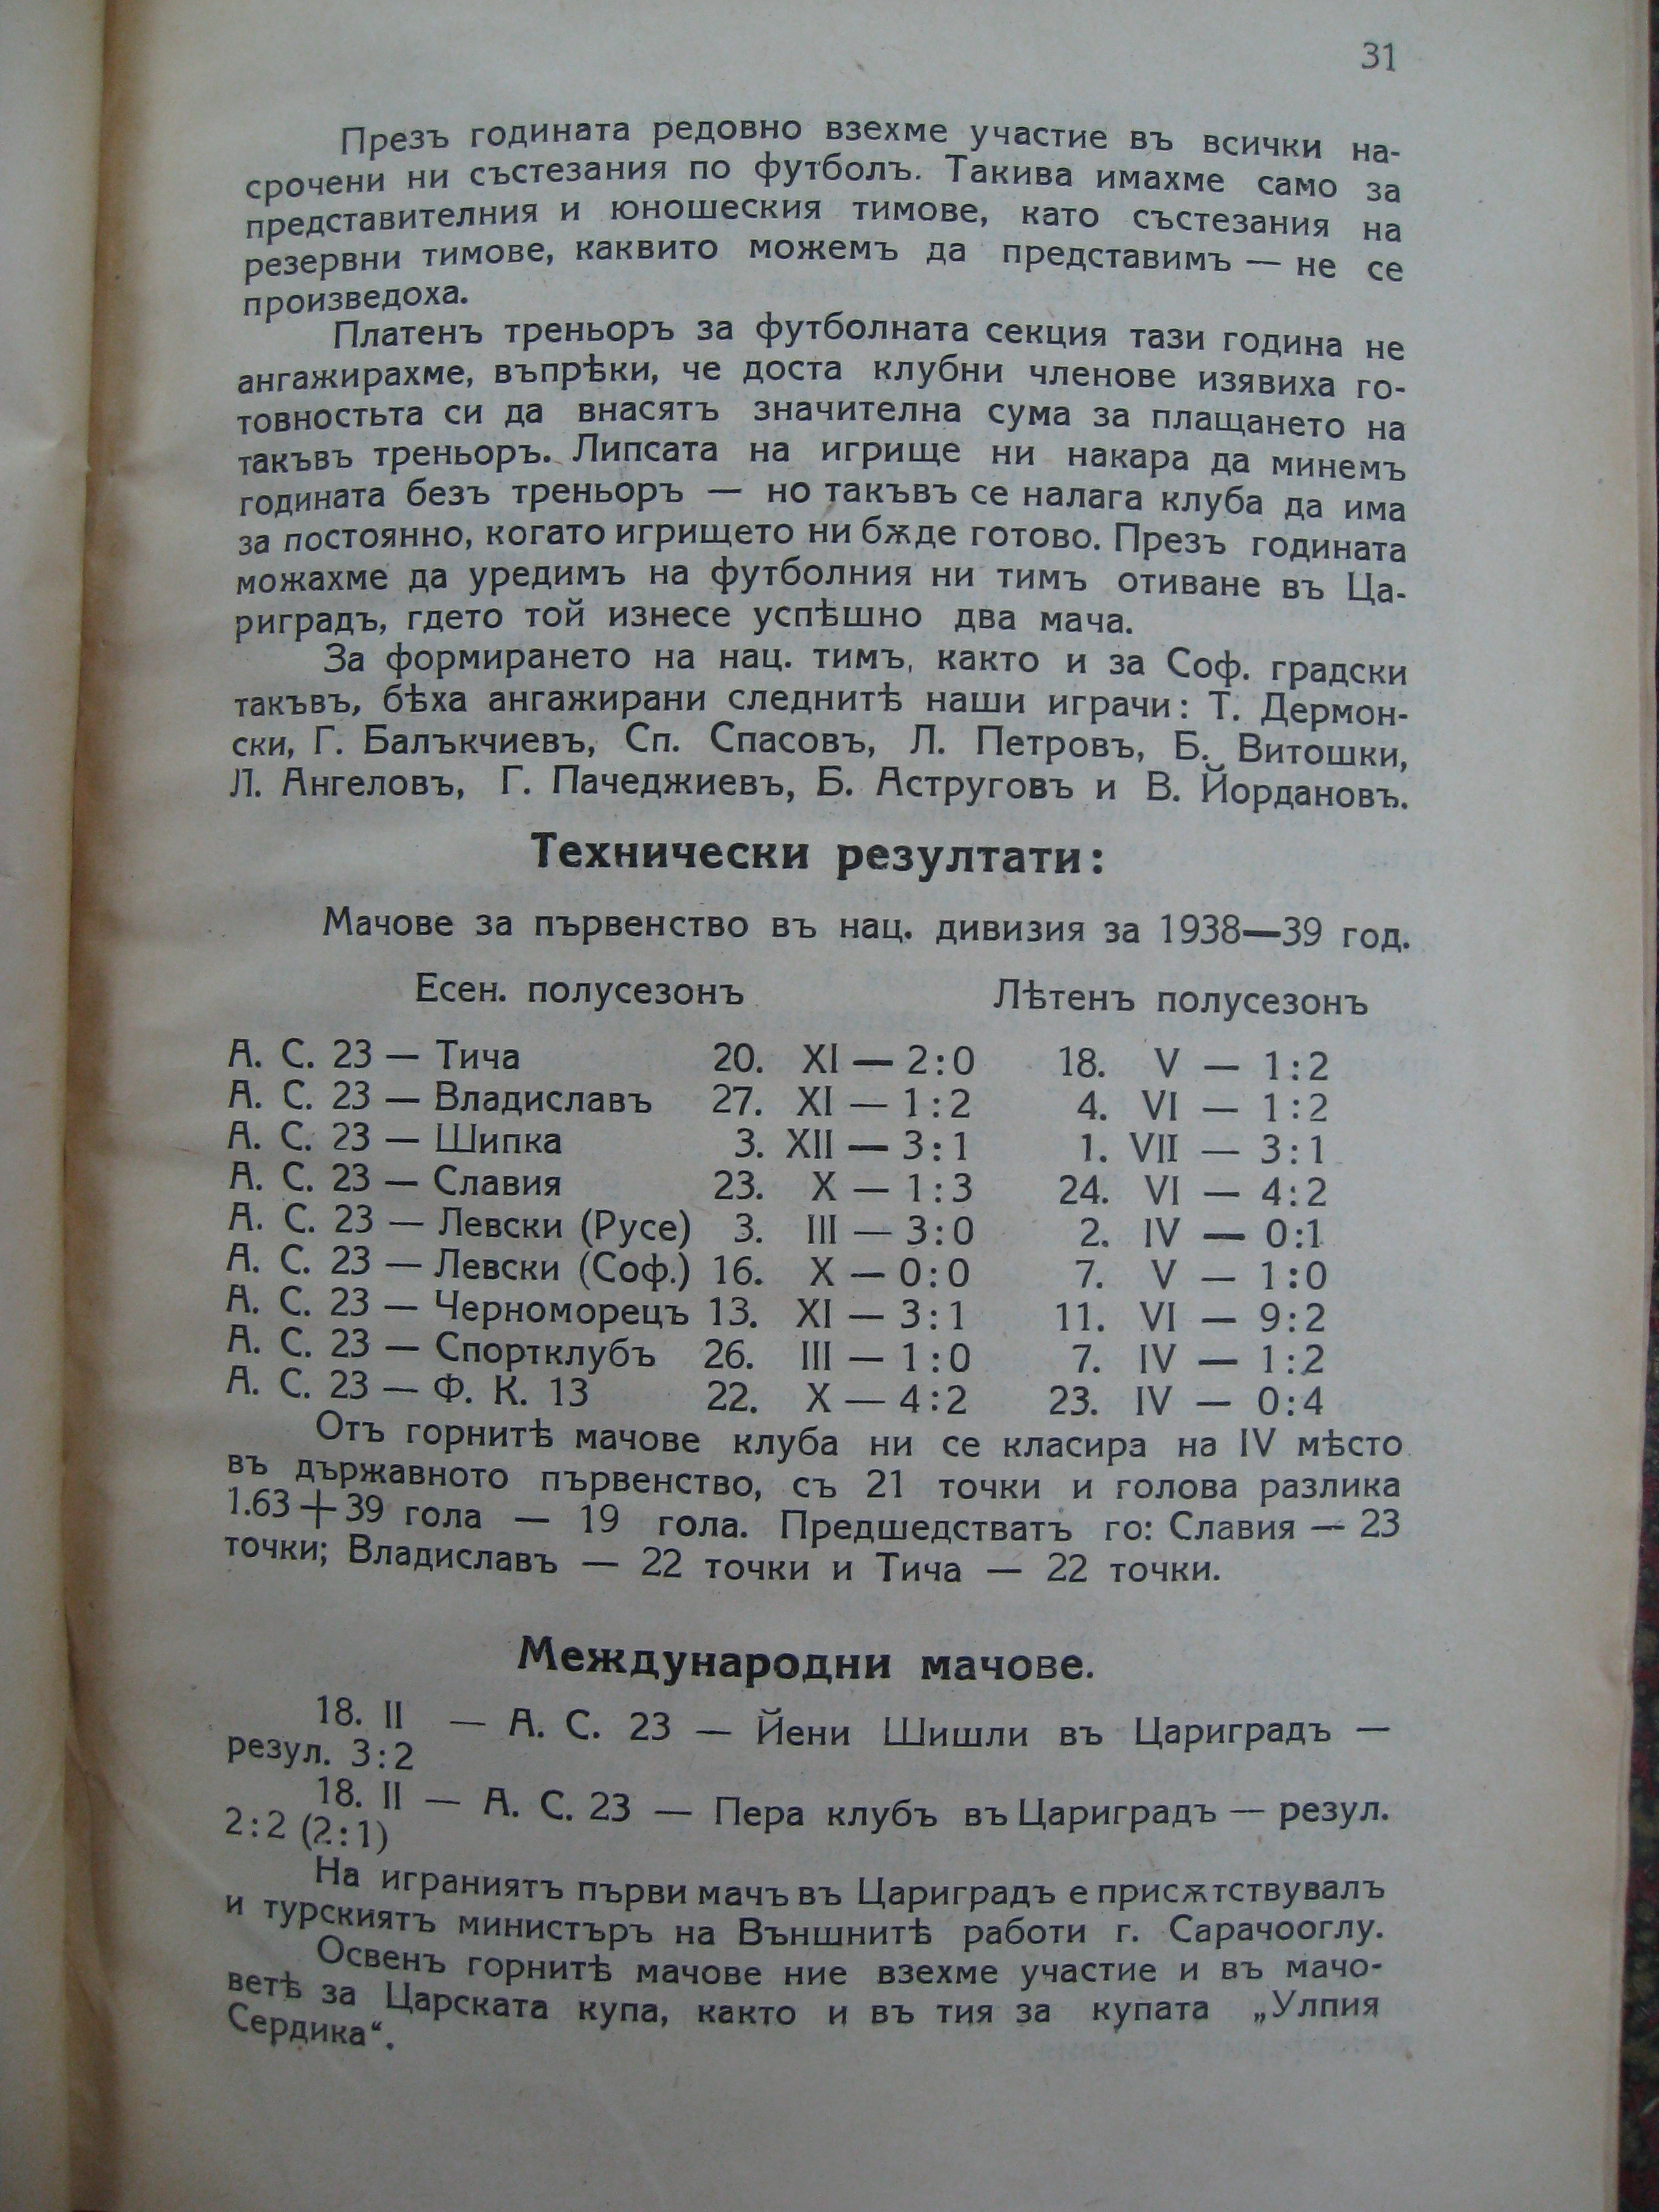 31
Презъ годината редовно взехме участие въ всички на-
срочени ни състезания по футболъ. Такива имахме само за
представителния и юношеския тимове, като състезания на
резервни тимове, каквито можемъ да представимъ — не се
произведоха.
Платенъ треньоръ за футболната секция тази година не
ангажирахме, въпрѣки, че доста клубни членове изявиха го-
товностьта си да внасятъ значителна сума за плащането на
такъвъ треньоръ. Липсата на игрище ни накара да минемъ
годината безъ треньоръ — но такъвъ се налага клуба да има
за постоянно, когато игрището ни бѫде готово. Презъ годината
можахме да уредимъ на футболния ни тимъ отиване въ Ца-
риградъ, гдето той изнесе успѣшно два мача.
За формирането на нац. тимъ, както и за Соф. градски
такъвъ, бѣха ангажирани следнитѣ наши играчи: Т. Дермон-
ски, Г. Балъкчиевъ, Сп. Спасовъ, Л. Петровъ, Б. Витошки,
Л. Ангеловъ, Г. Пачеджиевъ, Б. Аструговъ и В. Йордановъ.
Технически резултати:
Мачове за първенство въ нац. дивизия за 1938—39 год.
Есен. полусезонъ Лѣтенъ полусезонъ
А. С. 23 — Тича 20. XI — 2:0 18. V — 1:2
А. С. 23 — Владиславъ 27. XI — 1:2 4. VI — 1:2
А. С. 23 — Шипка 3. XII — 3:1 1. VII — 3:1
А. С. 23 — Славия 23. X — 1:3 24. VI — 4:2
А. С. 23 — Левски (Русе) 3. III — 3:0 2. IV — 0:1
А. С. 23 — Левски (Соф.) 16. X — 0:0 7. V — 1:0
А. С. 23 — Черноморецъ 13. XI — 3:1 11. VI — 9:2
А. С. 23 — Спортклубъ 26. III — 1:0 7. IV — 1:2
А. С. 23 — Ф. К. 13 22. X — 4:2 23. IV — 0:4
Отъ горнитѣ мачове клуба ни се класира на IV мѣсто
въ държавното първенство, съ 21 точки и голова разлика
1.63 + 39 гола — 19 гола. Предшедстватъ го: Славия — 23
точки; Владиславъ — 22 точки и Тича — 22 точки.
Международни мачове.
18. II — А. С. 23 — Йени Шишли въ Цариградъ —
резул. 3:2
18. II — А. С. 23 — Пера клубъ въ Цариградъ — резул.
2:2 (2:1)
На играниятъ първи мачъ въ Цариградъ е присѫтствувалъ
и турскиятъ министъръ на Външнитѣ работи г. Сарачооглу.
Освенъ горнитѣ мачове ние взехме участие и въ мачо-
ветѣ за Царската купа, както и въ тия за купата „Улпия
Сердика“.